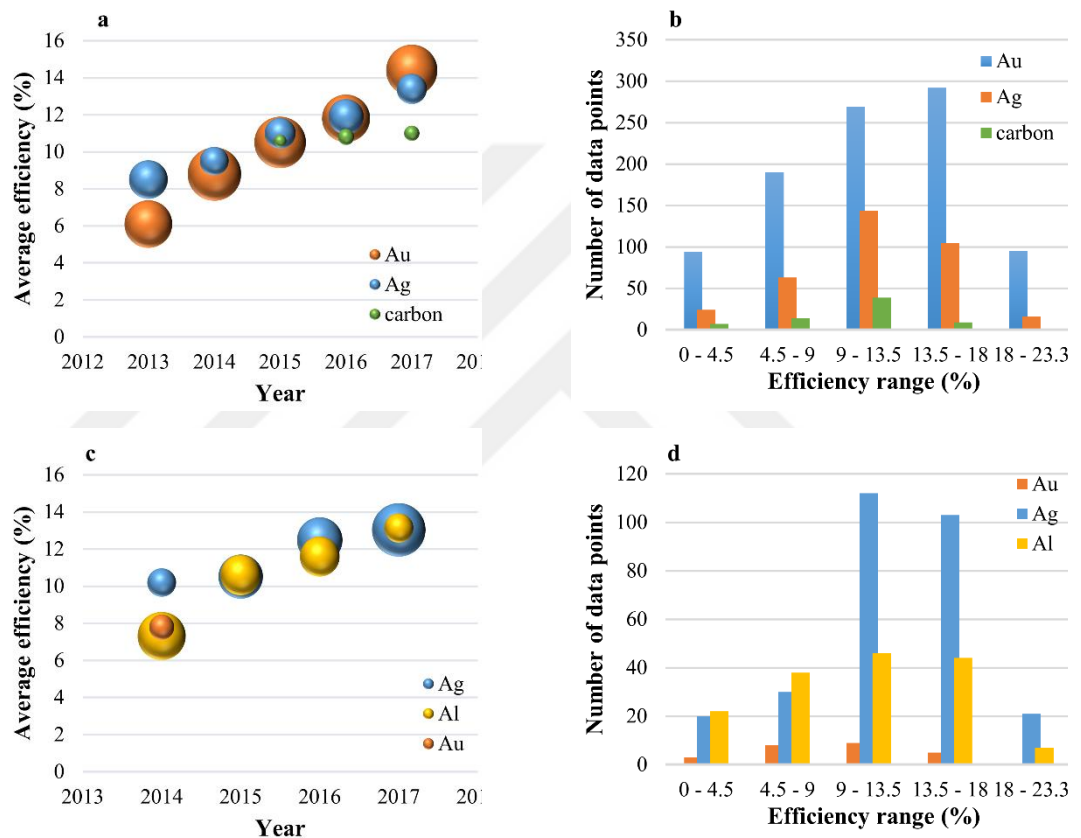 a
16
14
12
10
8
6
4
2
0
Average efficiency (%)
Au
Ag
carbon
2012 2013 2014 2015 2016 2017 201
Year
b
350
300
250
200
150
100
50
0
Number of data points
Au
Ag
carbon
0 - 4.5 4.5 - 9 9 - 13.5 13.5 - 18 18 - 23.3
Efficiency range (%)
c
16
14
12
10
8
6
4
2
0
Average efficiency (%)
Ag
Al
Au
2013 2014 2015 2016 2017 201
Year
d
120
100
80
60
40
20
0
Number of data points
Au
Ag
Al
0 - 4.5 4.5 - 9 9 - 13.5 13.5 - 18 18 - 23.3
Efficiency range (%)